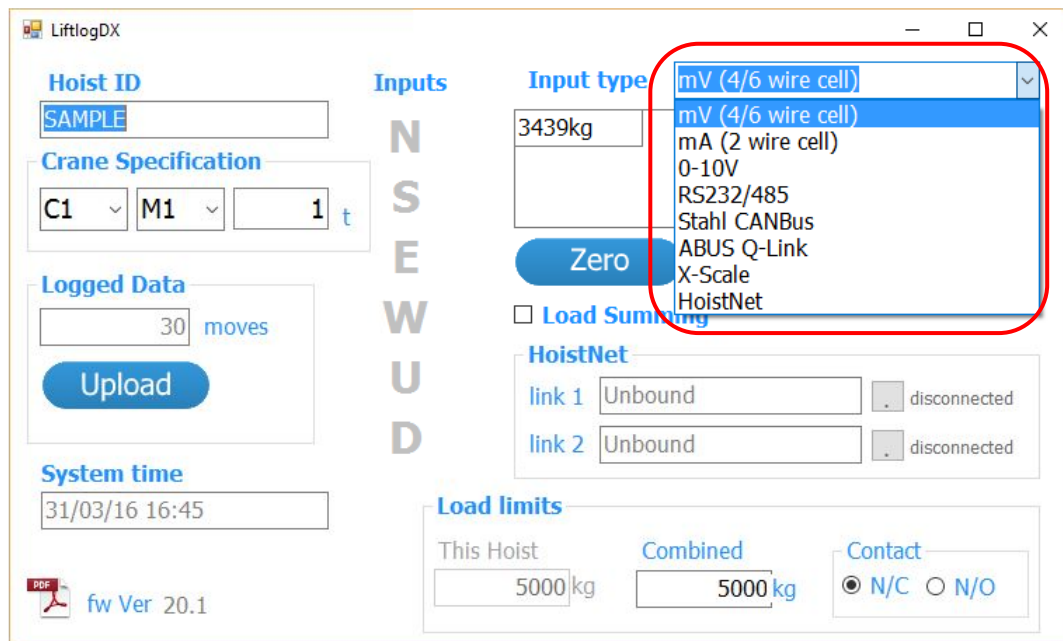 LiftlogDX
Hoist ID
SAMPLE
Crane Specification
C1 M1 1 t
Logged Data
30 moves
Upload
System time
31/03/16 16:45
PDF
fw Ver 20.1
Inputs
N
S
E
W
U
D
Input type mV (4/6 wire cell)
mV (4/6 wire cell)
mA (2 wire cell)
0-10V
RS232/485
Stahl CANBus
ABUS Q-Link
X-Scale
HoistNet
3439kg
Zero
Load Summing
HoistNet
link 1 Unbound . disconnected
link 2 Unbound . disconnected
Load limits
This Hoist Combined Contact
5000 kg 5000 kg N/C N/O